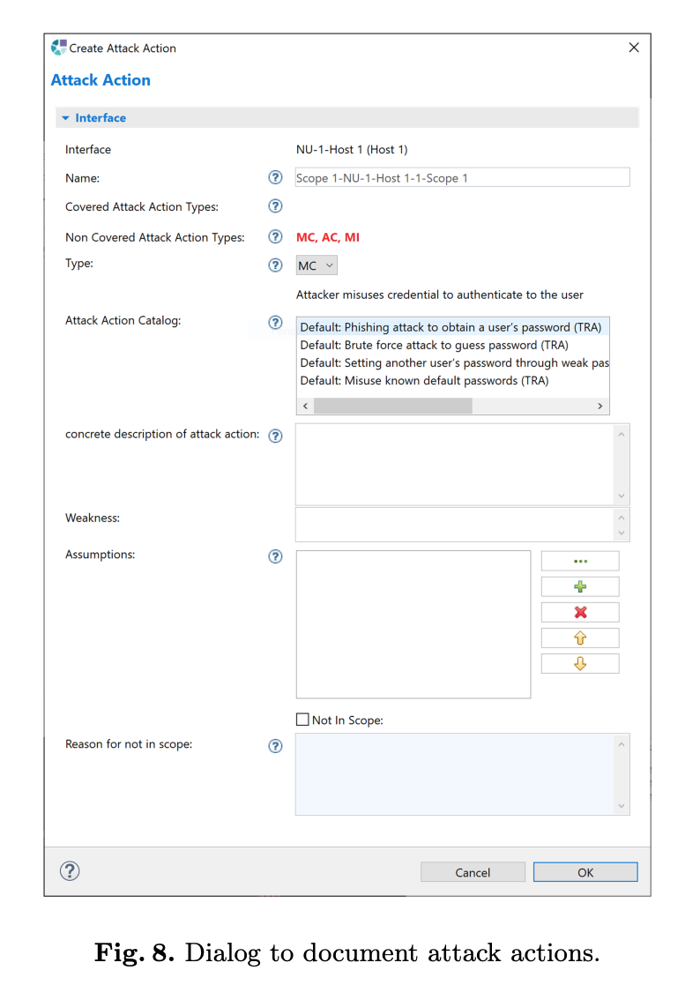 Create Attack Action
Attack Action
Interface
Interface NU-1-Host 1 (Host 1)
Name: Scope 1-NU-1-Host 1-1-Scope 1
Covered Attack Action Types:
Non Covered Attack Action Types: MC, AC, MI
Type: MC
Attacker misuses credential to authenticate to the user
Attack Action Catalog:
Default: Phishing attack to obtain a user's password (TRA)
Default: Brute force attack to guess password (TRA)
Default: Setting another user's password through weak pas
Default: Misuse known default passwords (TRA)
concrete description of attack action:
Weakness:
Assumptions:
Not In Scope:
Reason for not in scope:
Cancel OK
Fig. 8. Dialog to document attack actions.